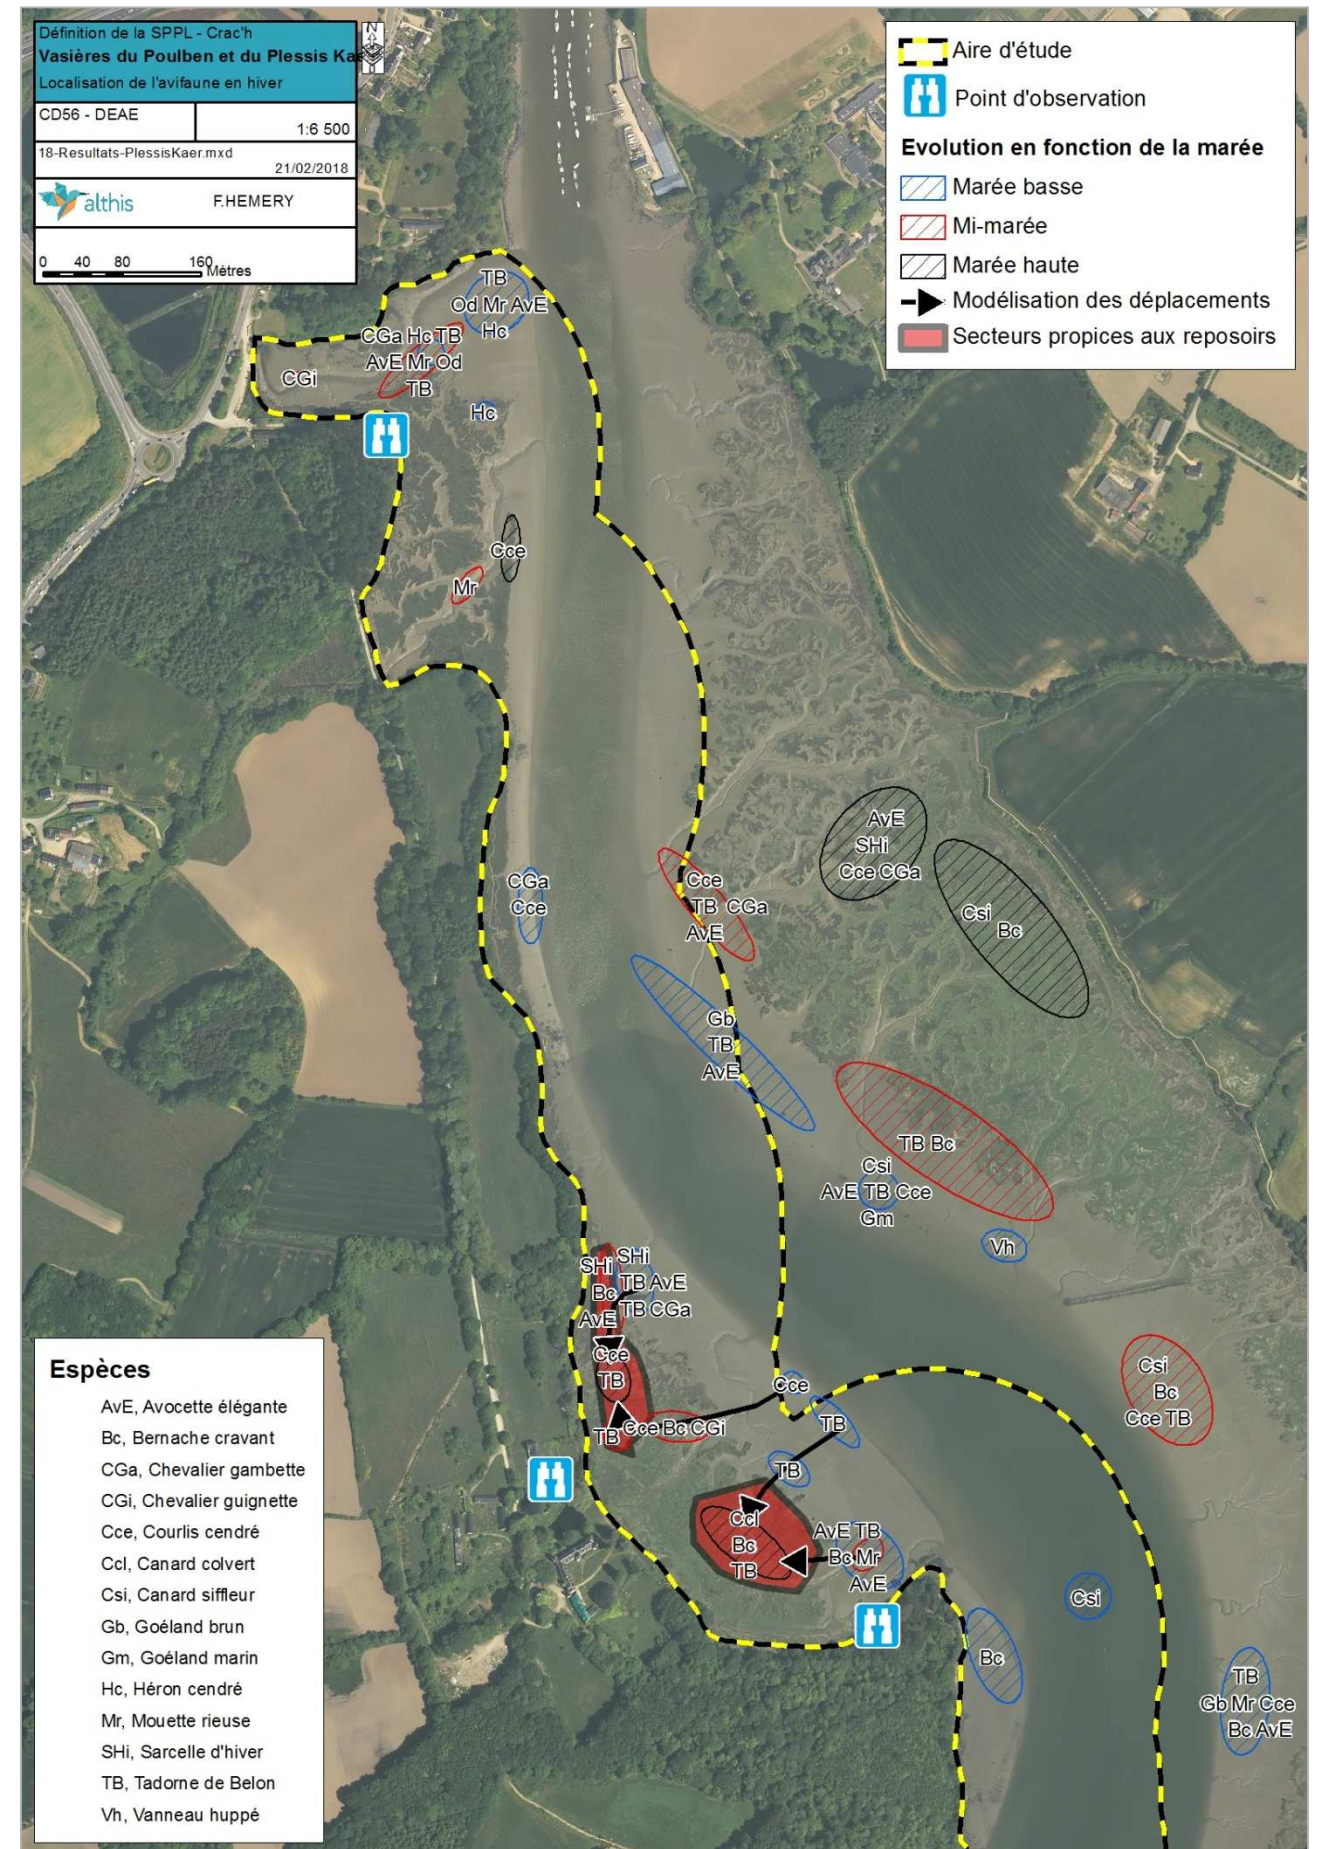 Définition de la SPPL - Crac'h
Vasières du Poulben et du Plessis Kae
Localisation de l'avifaune en hiver
CD56 - DEAE
1:6 500
18-Resultats-PlessisKaer.mxd
21/02/2018
althis
F.HEMERY
0 40 80 160
Mètres
N
Aire d'étude
Point d'observation
Evolution en fonction de la marée
Marée basse
Mi-marée
Marée haute
Modélisation des déplacements
Secteurs propices aux reposoirs
TB
Od Mr AvE
Hc
CGa Hc TB
AvE Mr Od
TB
CGi
Hc
Cce
Mr
AvE
SHi
Cce CGa
Csi
Bc
CGa
Cce
Cce
TB CGa
AvE
Gb
TB
AvE
TB Bc
Csi
AvE TB Cce
Gm
Vh
SHi
SHi
TB AvE
Bc
TB CGa
AvE
Cce
TB
TB
Cce Bc CGi
Cce
TB
TB
Csi
Bc
Cce TB
Ccl
Bc
TB
AvE TB
Bc Mr
AvE
Csi
Bc
TB
Gb Mr Cce
Bc AvE
Espèces
AvE, Avocette élégante
Bc, Bernache cravant
CGa, Chevalier gambette
CGi, Chevalier guignette
Cce, Courlis cendré
Ccl, Canard colvert
Csi, Canard siffleur
Gb, Goéland brun
Gm, Goéland marin
Hc, Héron cendré
Mr, Mouette rieuse
SHi, Sarcelle d'hiver
TB, Tadorne de Belon
Vh, Vanneau huppé